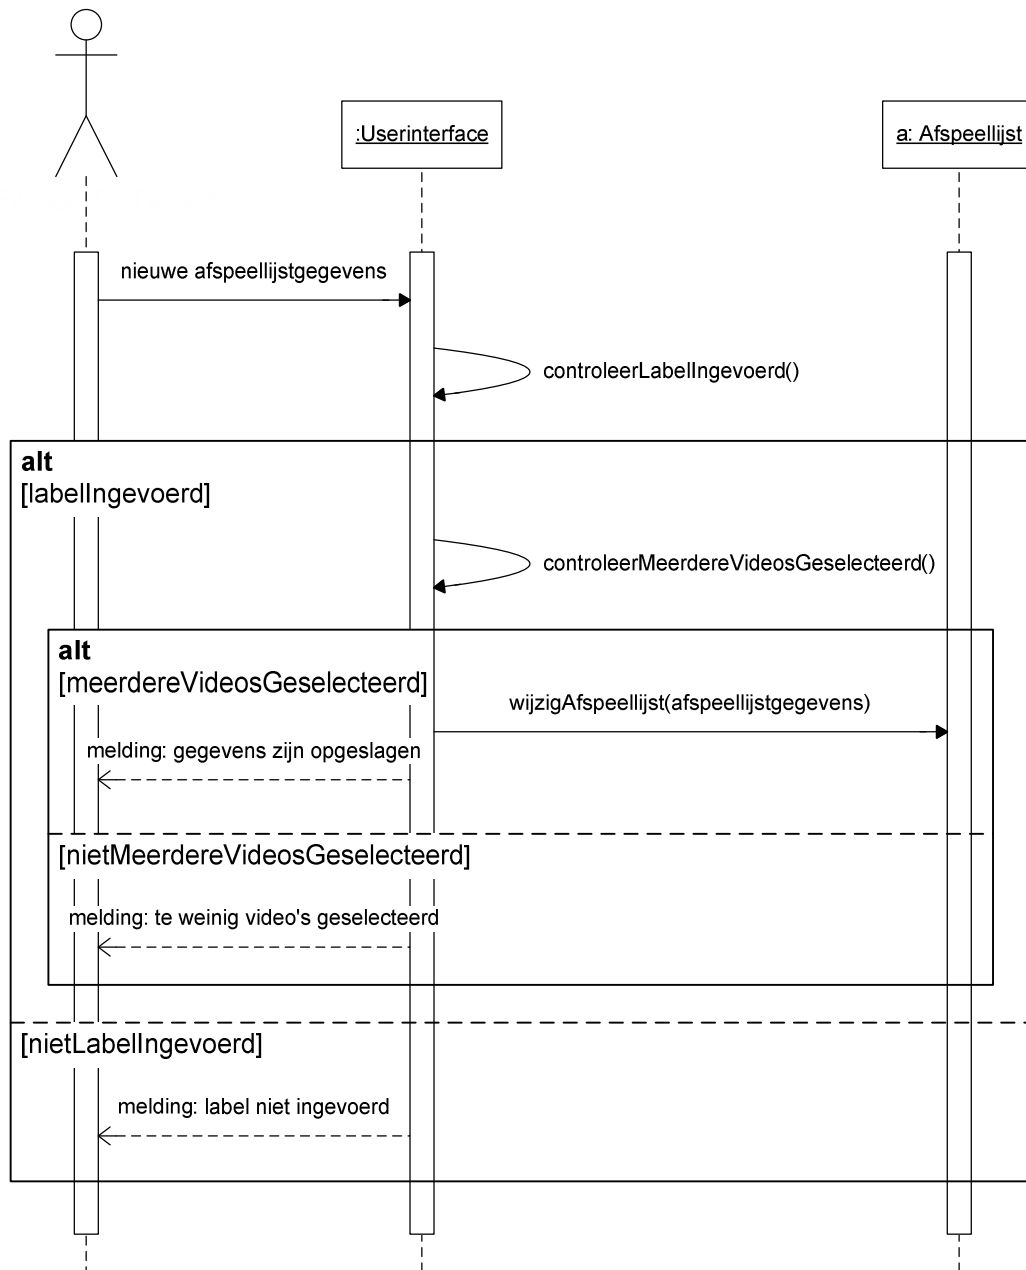 :Userinterface
a: Afspeellijst
nieuwe afspeellijstgegevens
controleerLabelIngevoerd()
alt
[labelIngevoerd]
controleerMeerdereVideosGeselecteerd()
alt
[meerdereVideosGeselecteerd]
wijzigAfspeellijst(afspeellijstgegevens)
melding: gegevens zijn opgeslagen
[nietMeerdereVideosGeselecteerd]
melding: te weinig video's geselecteerd
[nietLabelIngevoerd]
melding: label niet ingevoerd